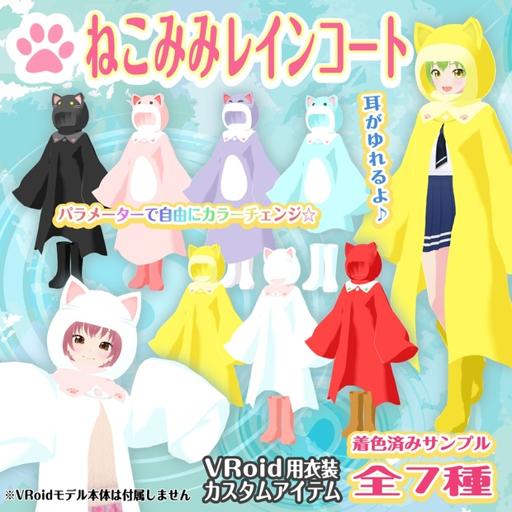 ねこみみレインコート
耳がゆれるよ♪
パラメーターで自由にカラーチェンジ☆
着色済みサンプル
全7種
VRoid用衣装
カスタムアイテム
※VRoidモデル本体は付属しません